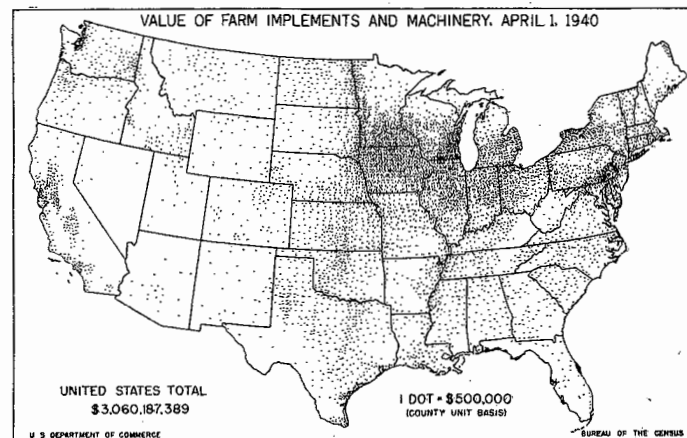 VALUE OF FARM IMPLEMENTS AND MACHINERY, APRIL 1, 1940
UNITED STATES TOTAL
$3,060,187,389
1 DOT = $500,000
(COUNTY UNIT BASIS)
U S DEPARTMENT OF COMMERCE
BUREAU OF THE CENSUS